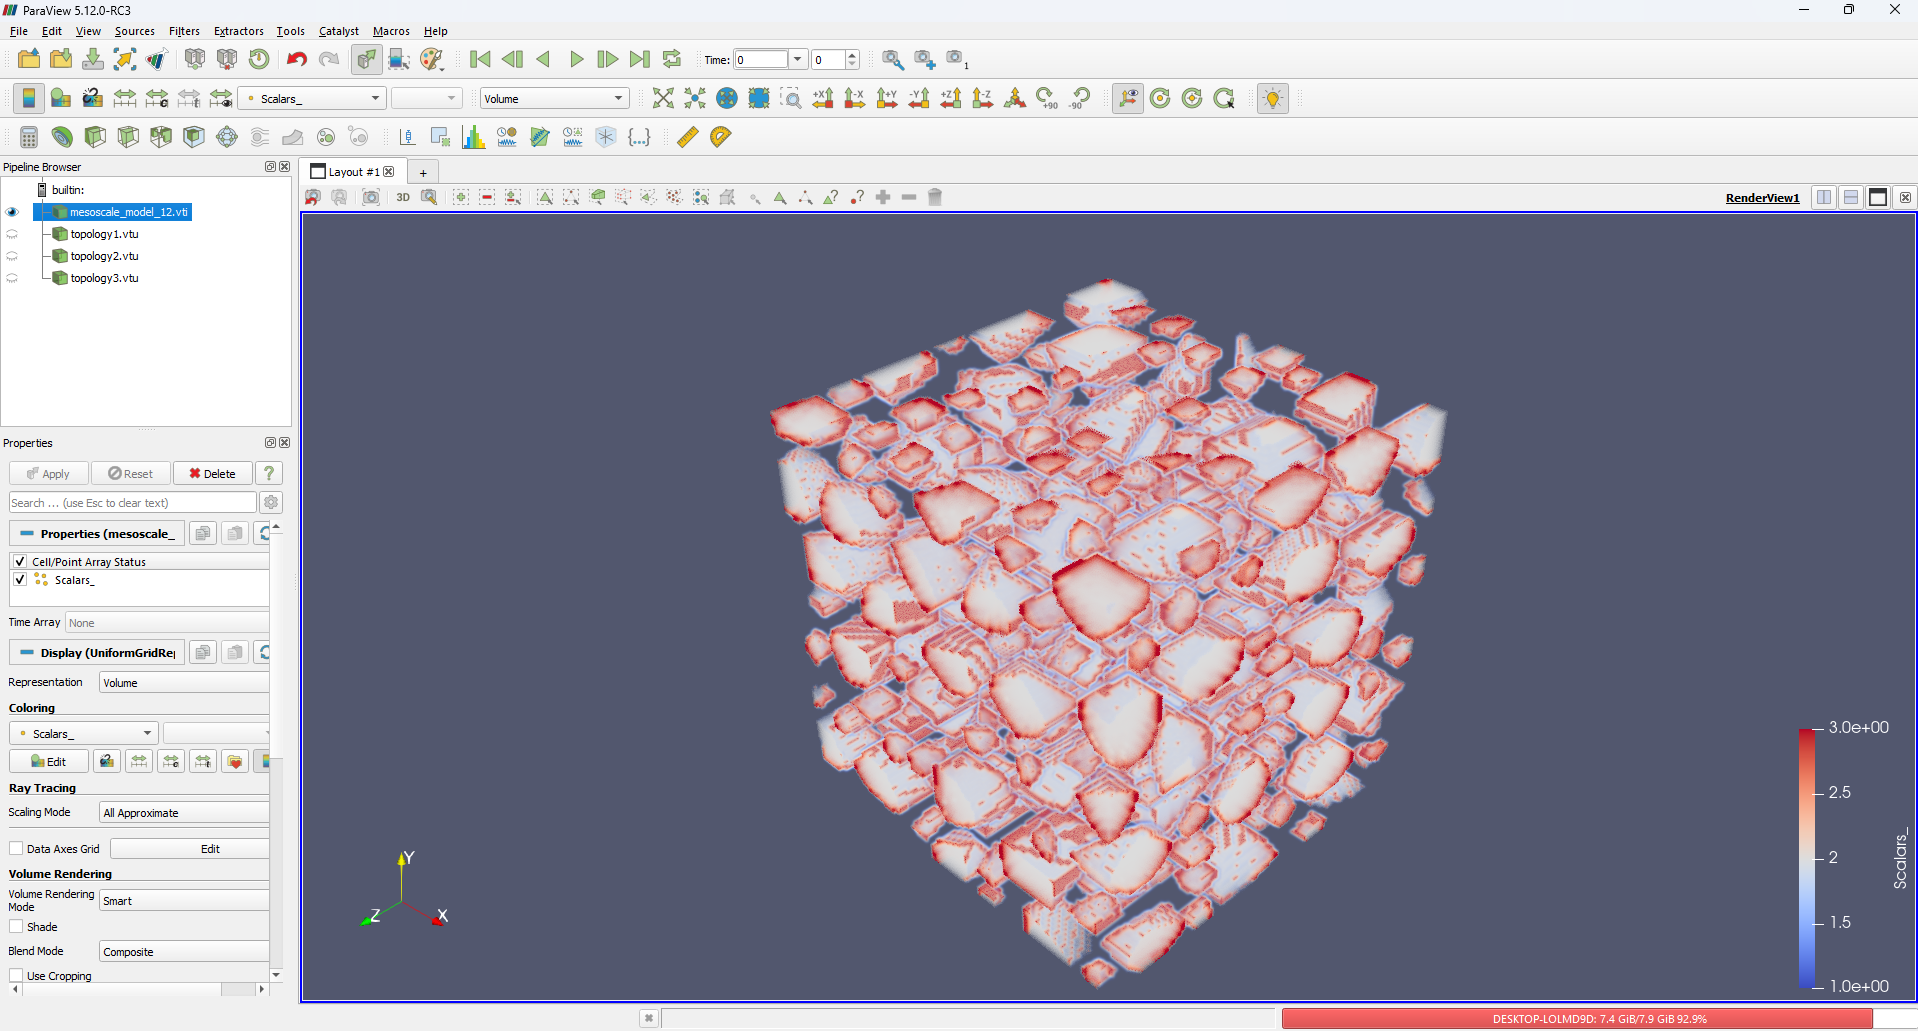 ParaView 5.12.0-RC3
File Edit View Sources Filters Extractors Tools Catalyst Macros Help
Time: 0 0 1
Scalars_ Volume +X -X +Y -Y +Z -Z +90 -90
Pipeline Browser
Layout #1 +
builtin:
3D
RenderView1
mesoscale_model_12.vti
topology1.vtu
topology2.vtu
topology3.vtu
Properties
Apply Reset Delete ?
Search ... (use Esc to clear text)
Properties (mesoscale_
Cell/Point Array Status
Scalars_
Time Array None
Display (UniformGridRe
Representation Volume
Coloring
Scalars_
Edit
Ray Tracing
Scaling Mode All Approximate
Data Axes Grid Edit
Volume Rendering
Volume Rendering
Mode Smart
Shade
Blend Mode Composite
Use Cropping
Y
Z X
3.0e+00
2.5
2
1.5
1.0e+00
Scalars_
DESKTOP-LOLMD9D: 7.4 GiB/7.9 GiB 92.9%